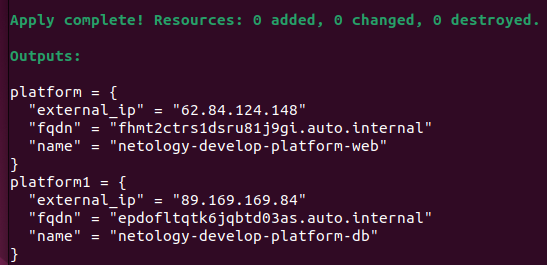 Apply complete! Resources: 0 added, 0 changed, 0 destroyed.
Outputs:
platform = {
  "external_ip" = "62.84.124.148"
  "fqdn" = "fhmt2ctrs1dsru81j9gi.auto.internal"
  "name" = "netology-develop-platform-web"
}
platform1 = {
  "external_ip" = "89.169.169.84"
  "fqdn" = "epdofltqtk6jqbtd03as.auto.internal"
  "name" = "netology-develop-platform-db"
}